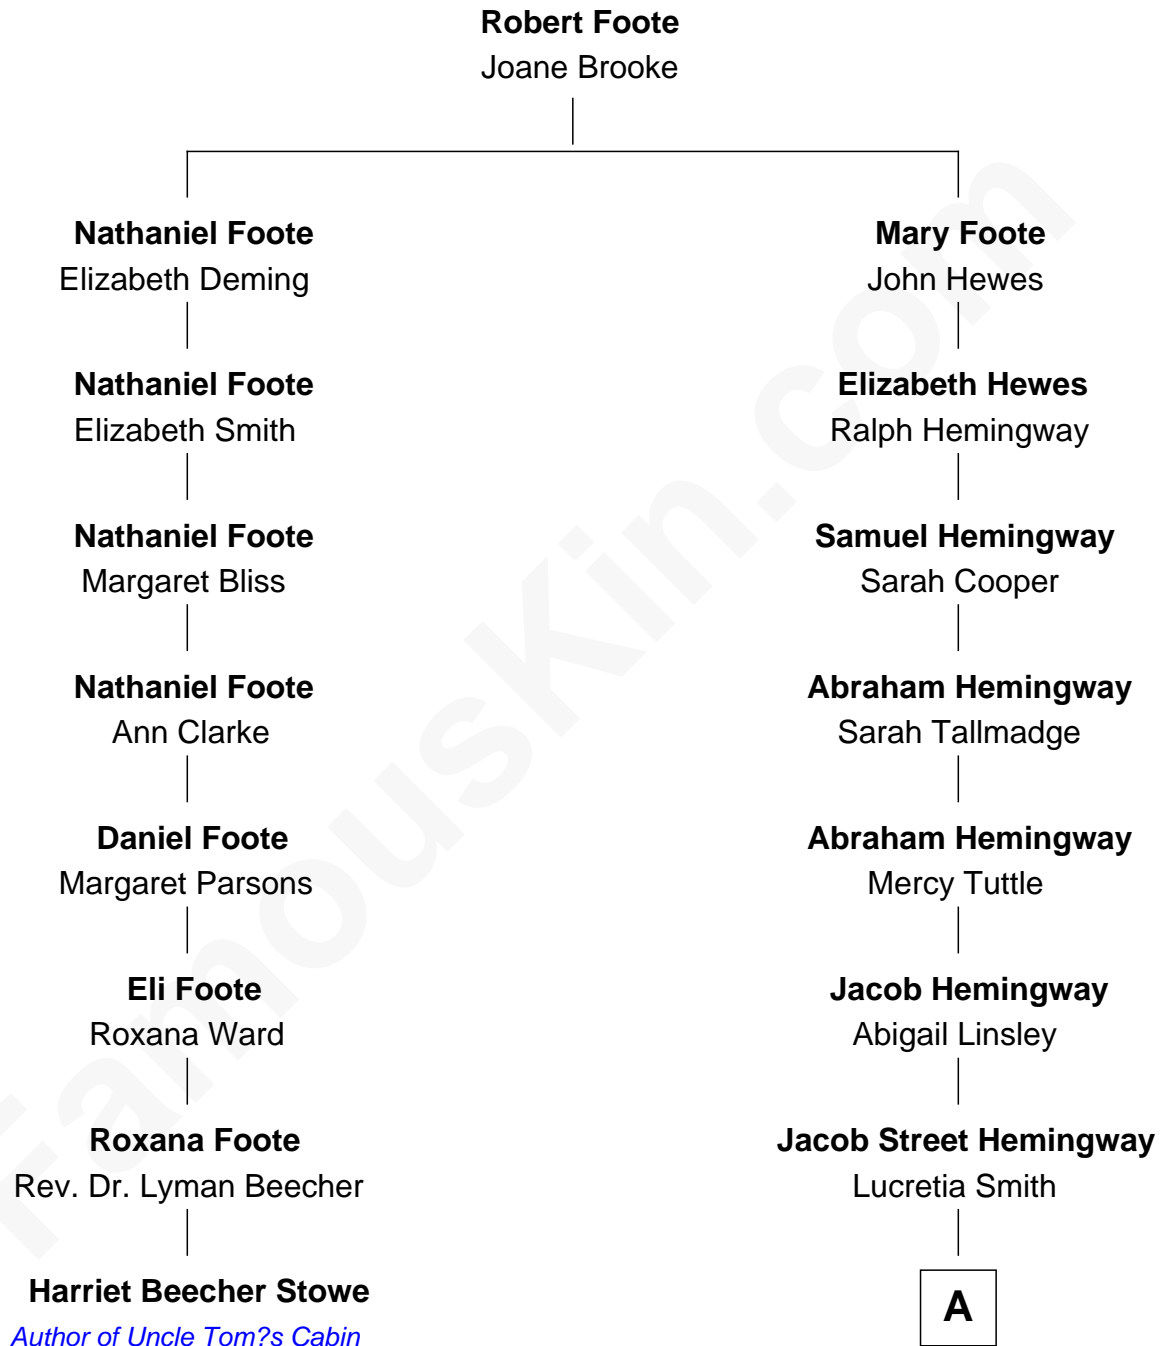 Robert Foote
Joane Brooke
Nathaniel Foote
Elizabeth Deming
Mary Foote
John Hewes
Nathaniel Foote
Elizabeth Smith
Elizabeth Hewes
Ralph Hemingway
Nathaniel Foote
Margaret Bliss
Samuel Hemingway
Sarah Cooper
Nathaniel Foote
Ann Clarke
Abraham Hemingway
Sarah Tallmadge
Daniel Foote
Margaret Parsons
Abraham Hemingway
Mercy Tuttle
Eli Foote
Roxana Ward
Jacob Hemingway
Abigail Linsley
Roxana Foote
Rev. Dr. Lyman Beecher
Jacob Street Hemingway
Lucretia Smith
Harriet Beecher Stowe
Author of Uncle Tom?s Cabin
A
FamousKin.com